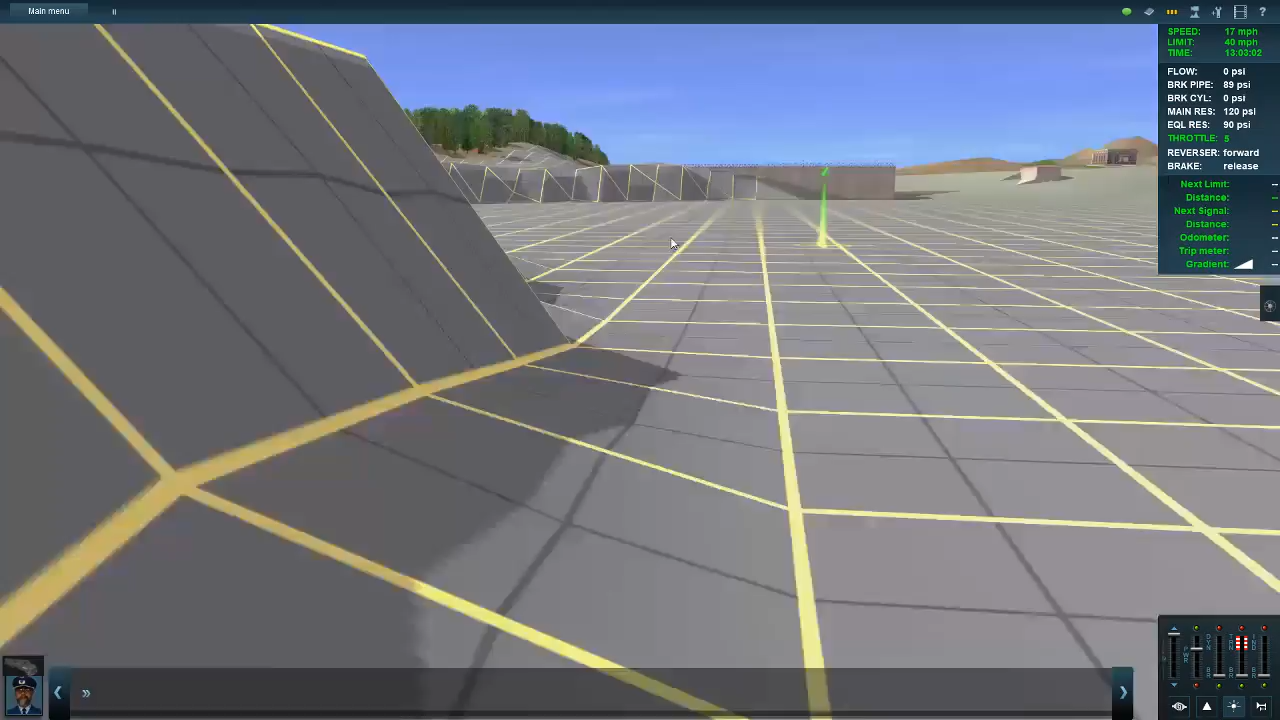 Main menu
SPEED: 17 mph
LIMIT: 40 mph
TIME: 13:03:02
FLOW: 0 psi
BRK PIPE: 89 psi
BRK CYL: 0 psi
MAIN RES: 120 psi
EQL RES: 90 psi
THROTTLE: 5
REVERSER: forward
BRAKE: release
Next Limit: --
Distance: --
Next Signal: --
Distance: --
Odometer: --
Trip meter: --
Gradient: --